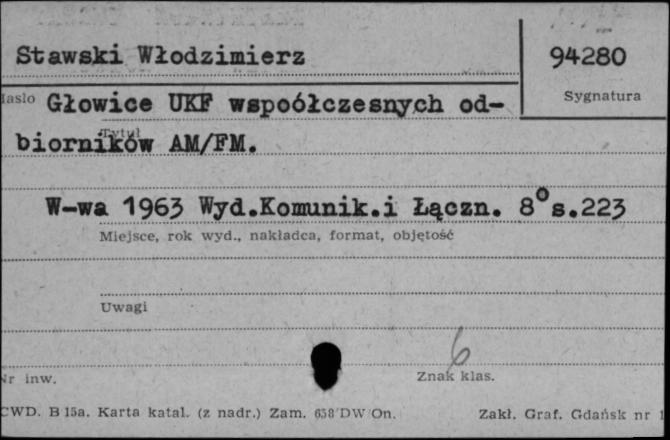 Stawski Włodzimierz 94280
Hasło Sygnatura
Głowice UKF wspoółczesnych od-
Tytuł
biorników AM/FM.
W-wa 1963 Wyd.Komunik.i Łączn. 8° s.223
Miejsce, rok wyd., nakładca, format, objętość
Uwagi
6
Nr inw. Znak klas.
CWD. B 15a. Karta katal. (z nadr.) Zam. 658/DW/On. Zakł. Graf. Gdańsk nr 1